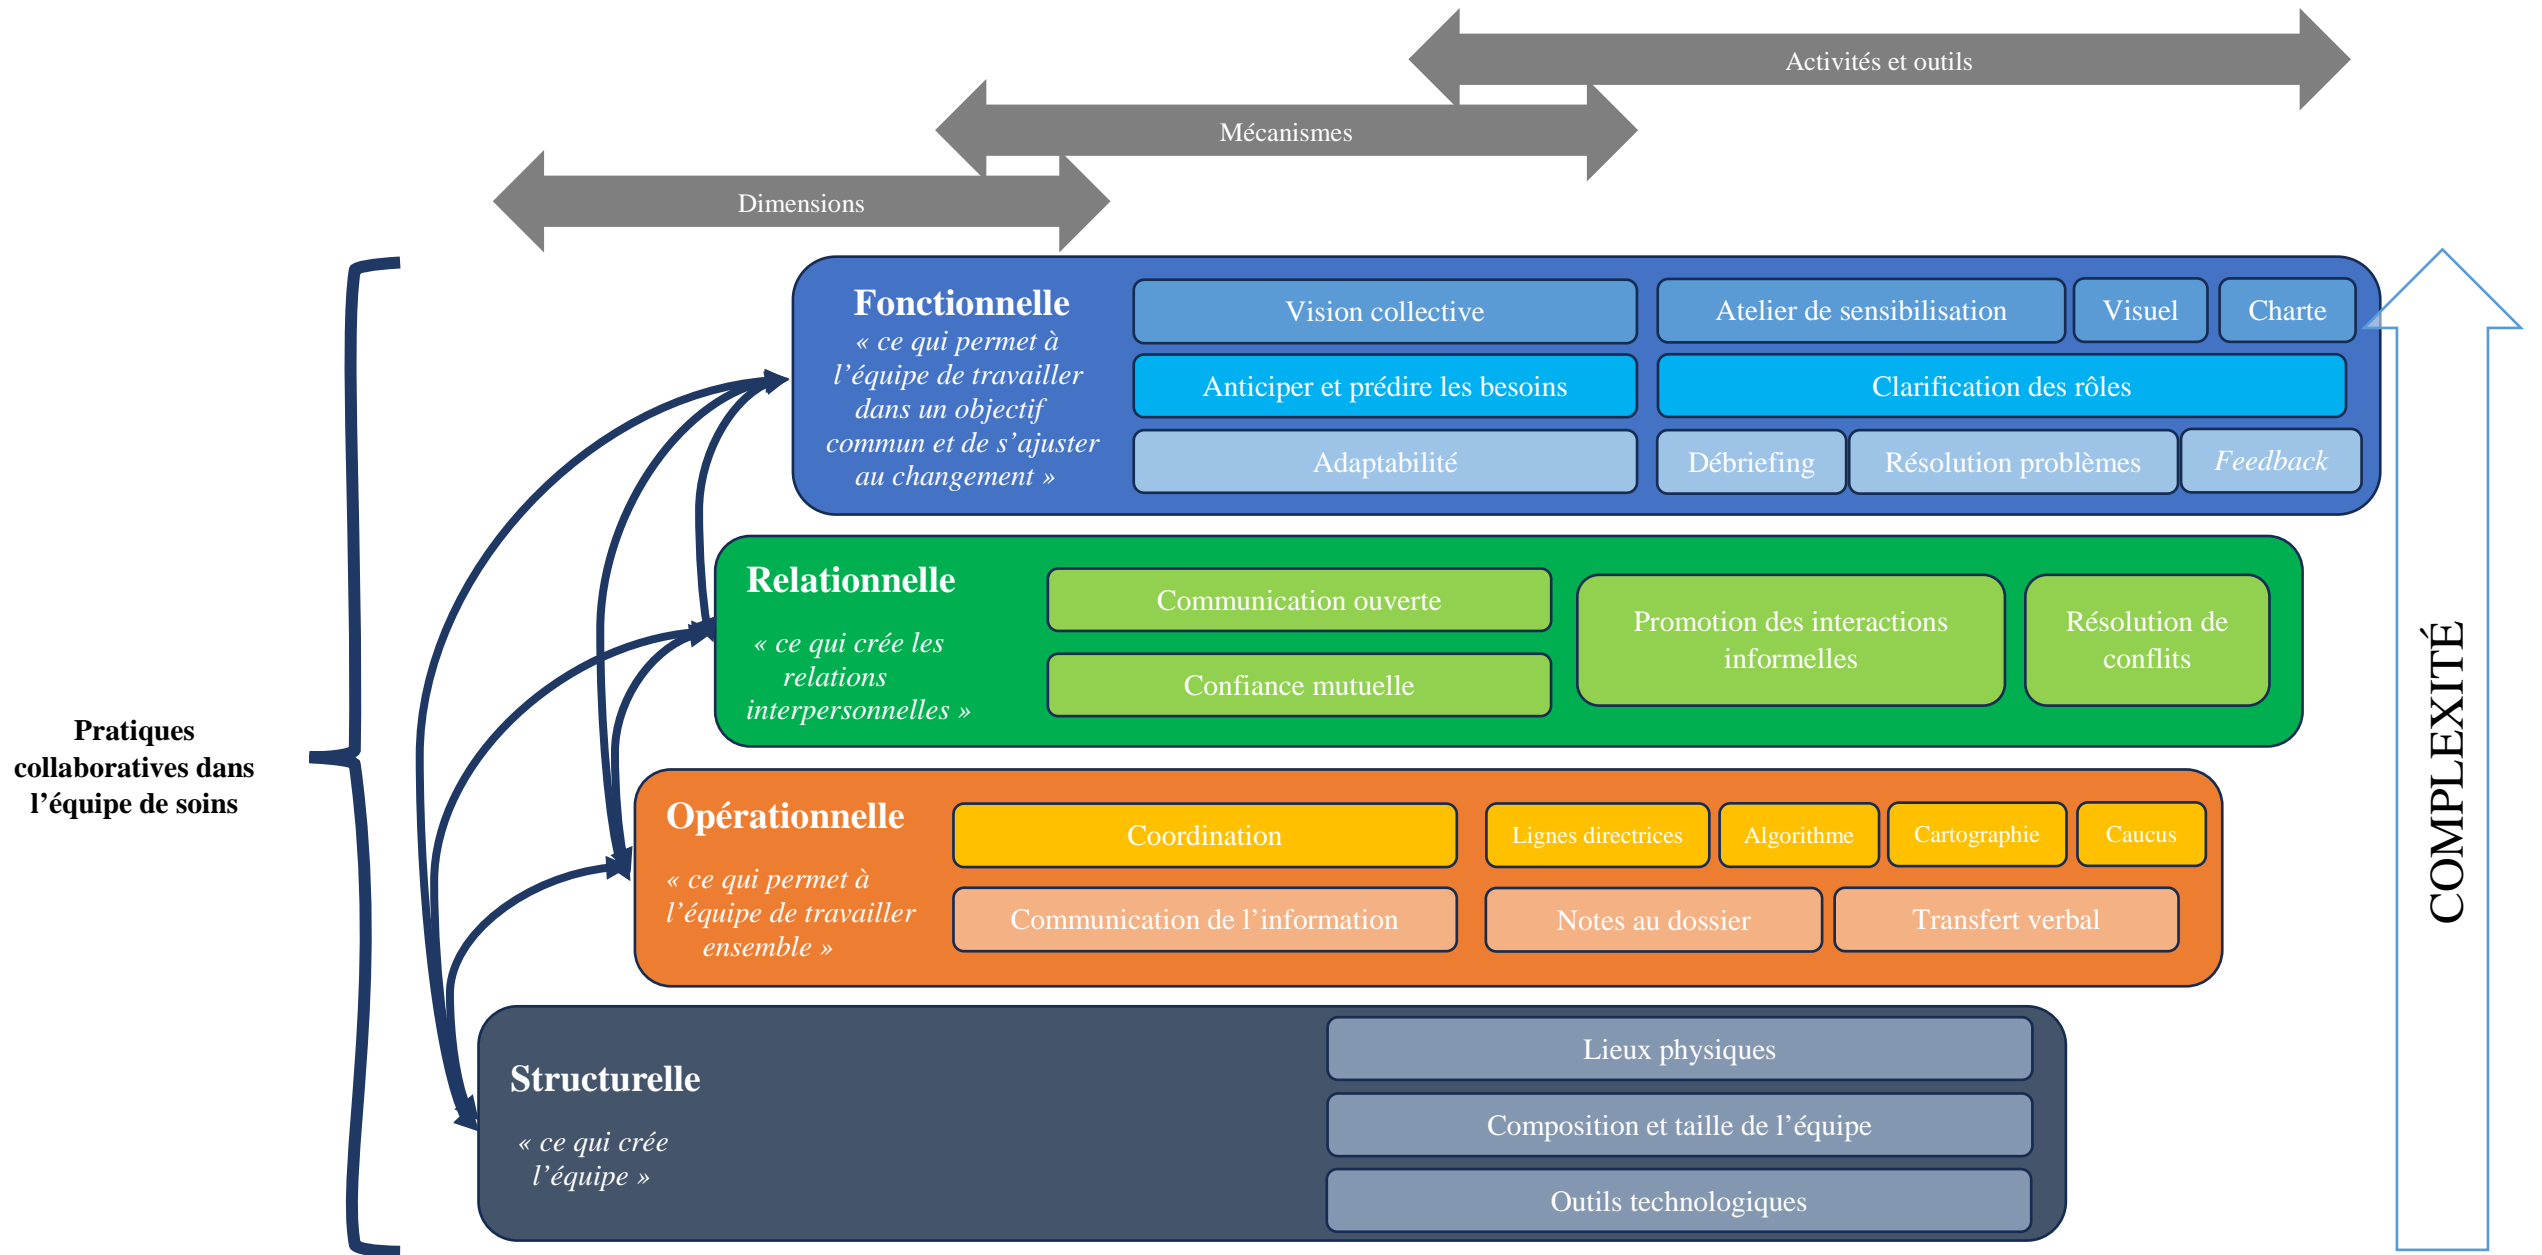 Activités et outils
Mécanismes
Dimensions
Pratiques
collaboratives dans
l’équipe de soins
Fonctionnelle
« ce qui permet à
l’équipe de travailler
dans un objectif
commun et de s’ajuster
au changement »
Vision collective
Atelier de sensibilisation
Visuel
Charte
Anticiper et prédire les besoins
Clarification des rôles
Adaptabilité
Débriefing
Résolution problèmes
Feedback
Relationnelle
« ce qui crée les
relations
interpersonnelles »
Communication ouverte
Confiance mutuelle
Promotion des interactions
informelles
Résolution de
conflits
Opérationnelle
« ce qui permet à
l’équipe de travailler
ensemble »
Coordination
Lignes directrices
Algorithme
Cartographie
Caucus
Communication de l’information
Notes au dossier
Transfert verbal
Structurelle
« ce qui crée
l’équipe »
Lieux physiques
Composition et taille de l’équipe
Outils technologiques
COMPLEXITÉ